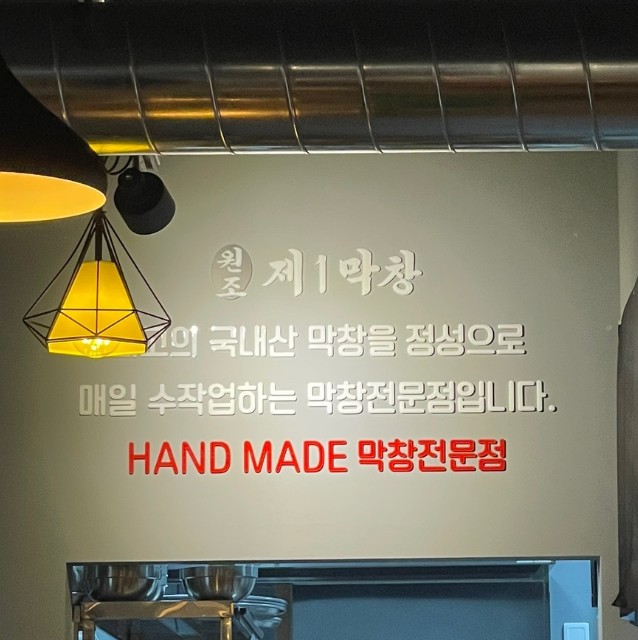 원조 제1막창
국내산 막창을 정성으로
매일 수작업하는 막창전문점입니다.
HAND MADE 막창전문점